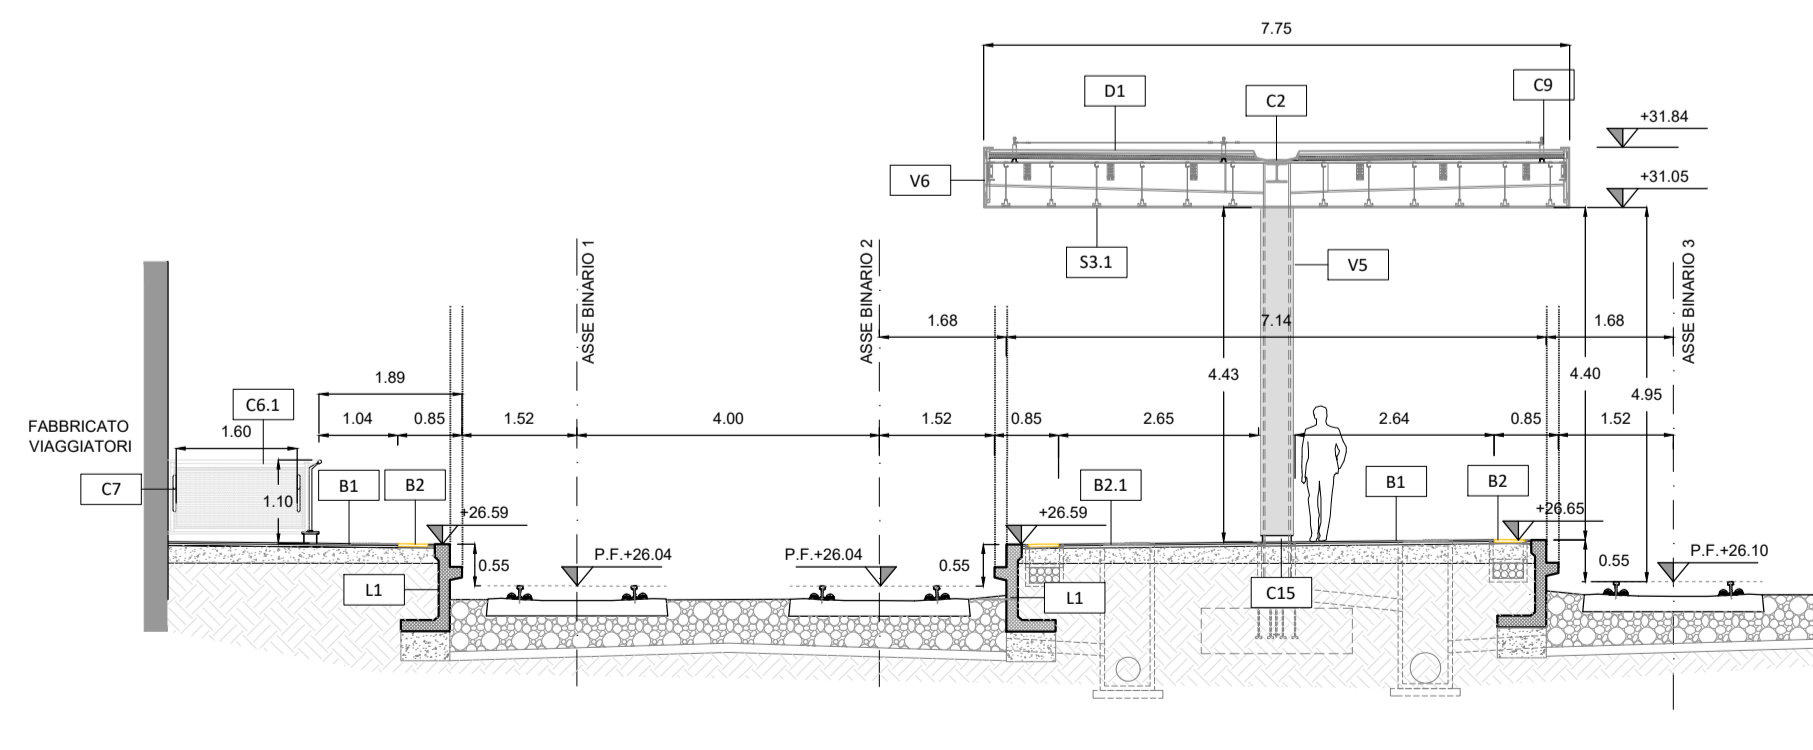 7.75
D1
C2
C9
+31.84
V6
+31.05
S3.1
V5
ASSE BINARIO 1
ASSE BINARIO 2
ASSE BINARIO 3
1.68
7.14
1.68
1.89
4.43
4.40
4.95
C6.1
FABBRICATO
VIAGGIATORI
1.60
1.04
0.85
1.52
4.00
1.52
0.85
2.65
2.64
0.85
1.52
C7
1.10
B1
B2
B2.1
B1
B2
+26.59
+26.59
+26.65
0.55
P.F.+26.04
P.F.+26.04
0.55
0.55
P.F.+26.10
L1
L1
C15